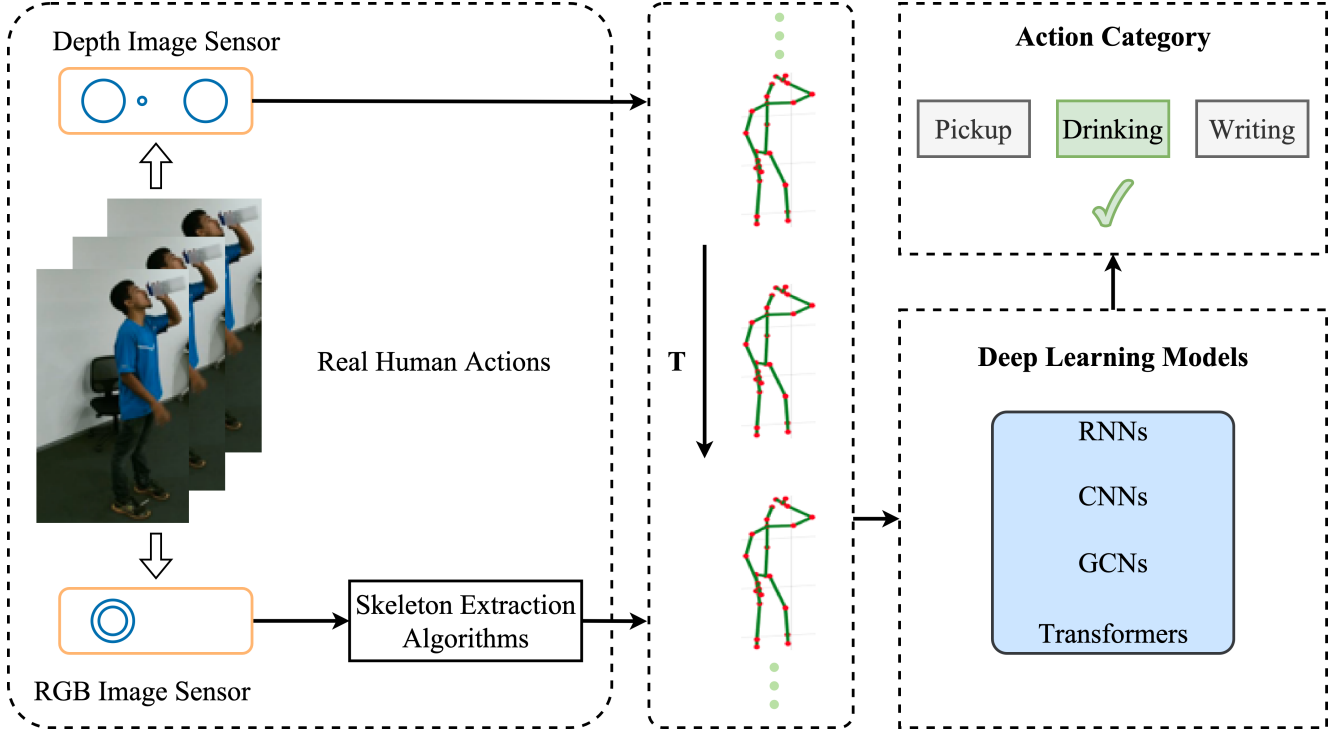 Depth Image Sensor
Real Human Actions
Skeleton Extraction
Algorithms
RGB Image Sensor
T
Action Category
Pickup
Drinking
Writing
Deep Learning Models
RNNs
CNNs
GCNs
Transformers